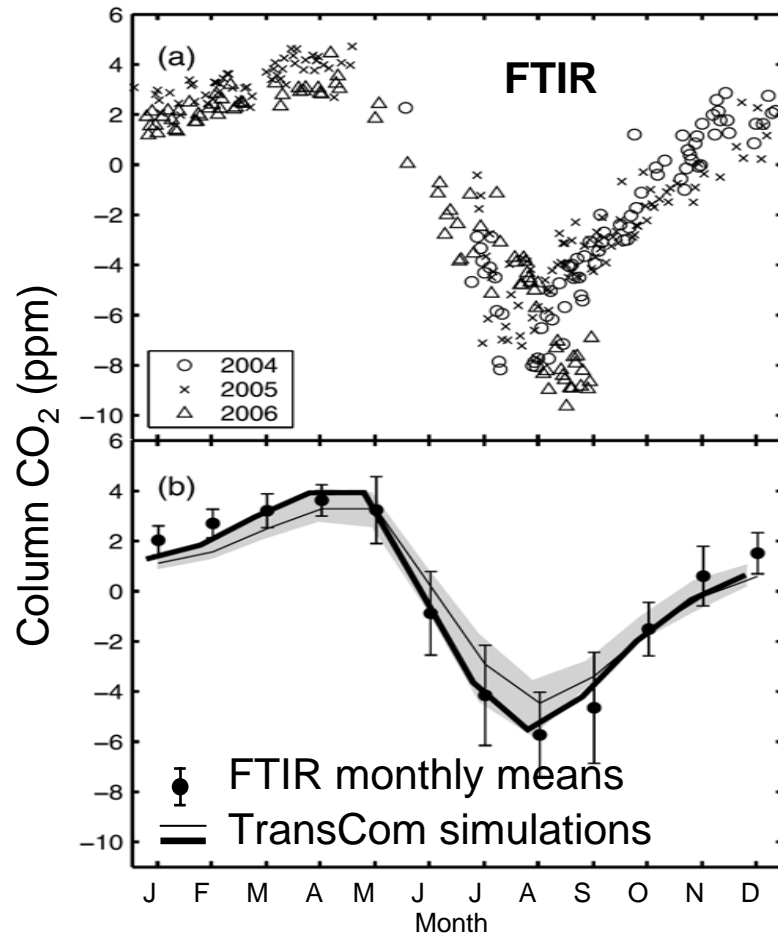 Column CO₂ (ppm)
(a)
FTIR
6
4
2
0
−2
−4
−6
−8
−10
2004
2005
2006
(b)
6
4
2
0
−2
−4
−6
−8
−10
FTIR monthly means
TransCom simulations
J F M A M J J A S O N D
Month